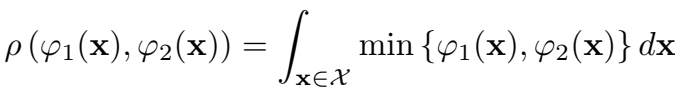 ρ (φ₁(𝐱), φ₂(𝐱)) = ∫_{𝐱∈𝒳} min {φ₁(𝐱), φ₂(𝐱)} d𝐱